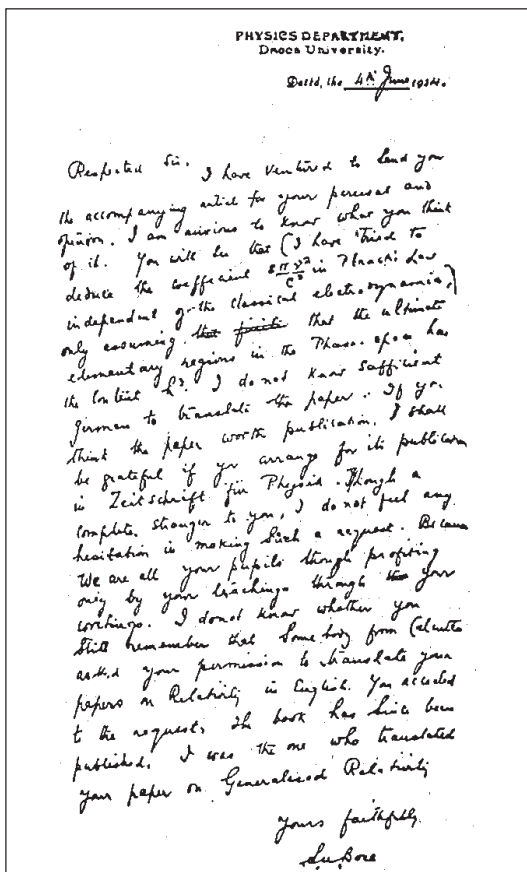 PHYSICS DEPARTMENT,
Dacca University.
Dated, the 4th June 1924.
Respected Sir, I have ventured to send you
the accompanying article for your perusal and
opinion. I am anxious to know what you think
of it. You will see that I have tried to
deduce the coefficient 8πν²/c³ in Planck's Law
independent of the classical electrodynamics,
only assuming that the ultimate
elementary regions in the Phase-space has
the content h³. I do not know sufficient
German to translate the paper. If you
think the paper worth publication, I shall
be grateful if you arrange for its publication
in Zeitschrift für Physik. Though a
complete stranger to you, I do not feel any
hesitation in making such a request. Because
We are all your pupils though profiting
only by your teachings through your
writings. I donot know whether you
still remember that somebody from Calcutta
asked your permission to translate your
papers on Relativity in English. You acceded
to the request. The book has since been
published. I was the one who translated
your paper on Generalised Relativity
Yours faithfully
S.N. Bose